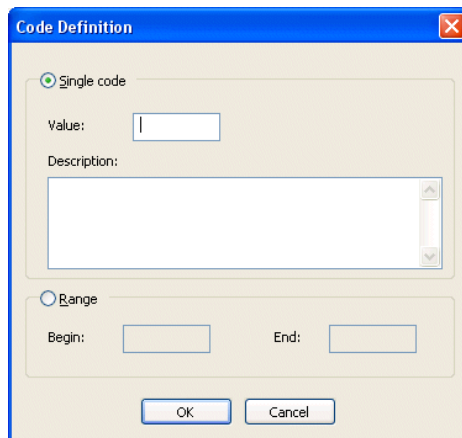 Code Definition
Single code
Value:
Description:
Range
Begin: End:
OK Cancel